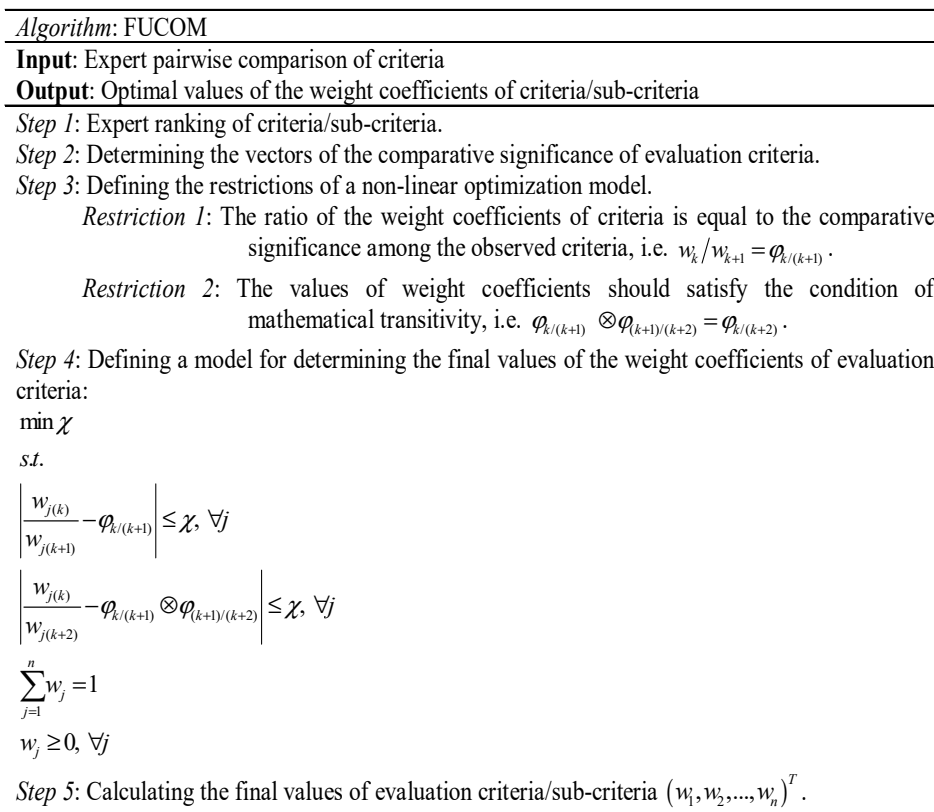 Algorithm: FUCOM
Input: Expert pairwise comparison of criteria
Output: Optimal values of the weight coefficients of criteria/sub-criteria
Step 1: Expert ranking of criteria/sub-criteria.
Step 2: Determining the vectors of the comparative significance of evaluation criteria.
Step 3: Defining the restrictions of a non-linear optimization model.
Restriction 1: The ratio of the weight coefficients of criteria is equal to the comparative
significance among the observed criteria, i.e. w_k/w_{k+1} = φ_{k/(k+1)}.
Restriction 2: The values of weight coefficients should satisfy the condition of
mathematical transitivity, i.e. φ_{k/(k+1)} ⊗ φ_{(k+1)/(k+2)} = φ_{k/(k+2)}.
Step 4: Defining a model for determining the final values of the weight coefficients of evaluation
criteria:
min χ
s.t.
|w_{j(k)}/w_{j(k+1)} − φ_{k/(k+1)}| ≤ χ, ∀j
|w_{j(k)}/w_{j(k+2)} − φ_{k/(k+1)} ⊗ φ_{(k+1)/(k+2)}| ≤ χ, ∀j
∑_{j=1}^{n} w_j = 1
w_j ≥ 0, ∀j
Step 5: Calculating the final values of evaluation criteria/sub-criteria (w_1, w_2, ..., w_n)^T.